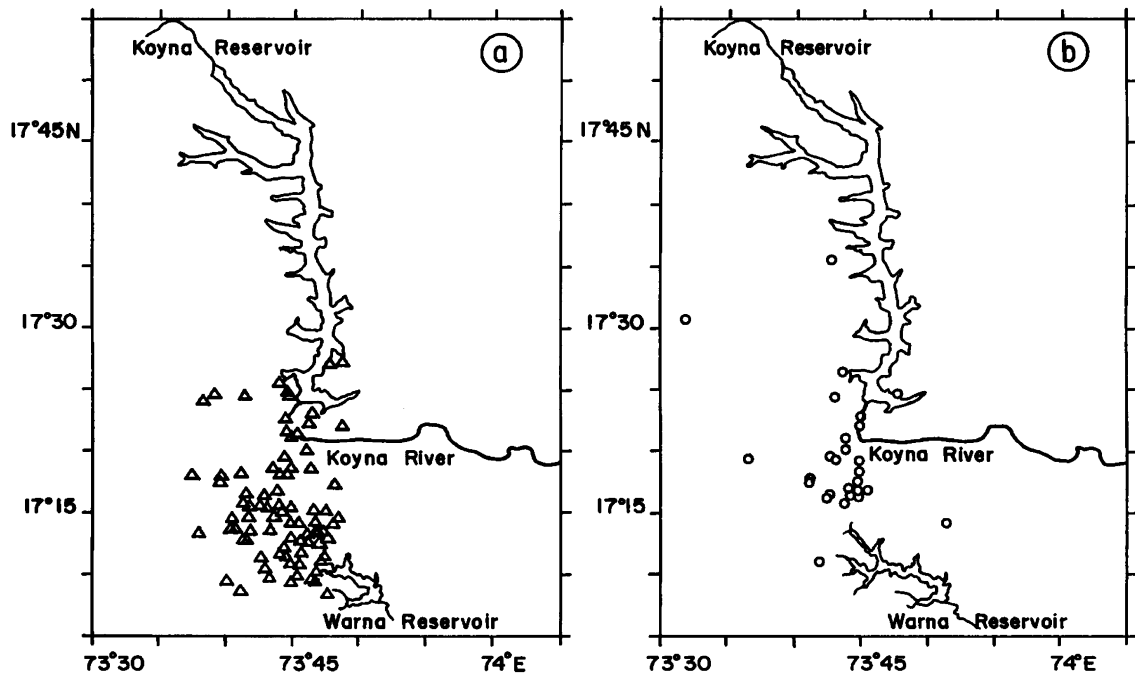 Koyna Reservoir
a
17°45N
17°30
Koyna River
17°15
Warna Reservoir
73°30
73°45
74°E
Koyna Reservoir
b
17°45N
17°30
Koyna River
17°15
Warna Reservoir
73°30
73°45
74°E